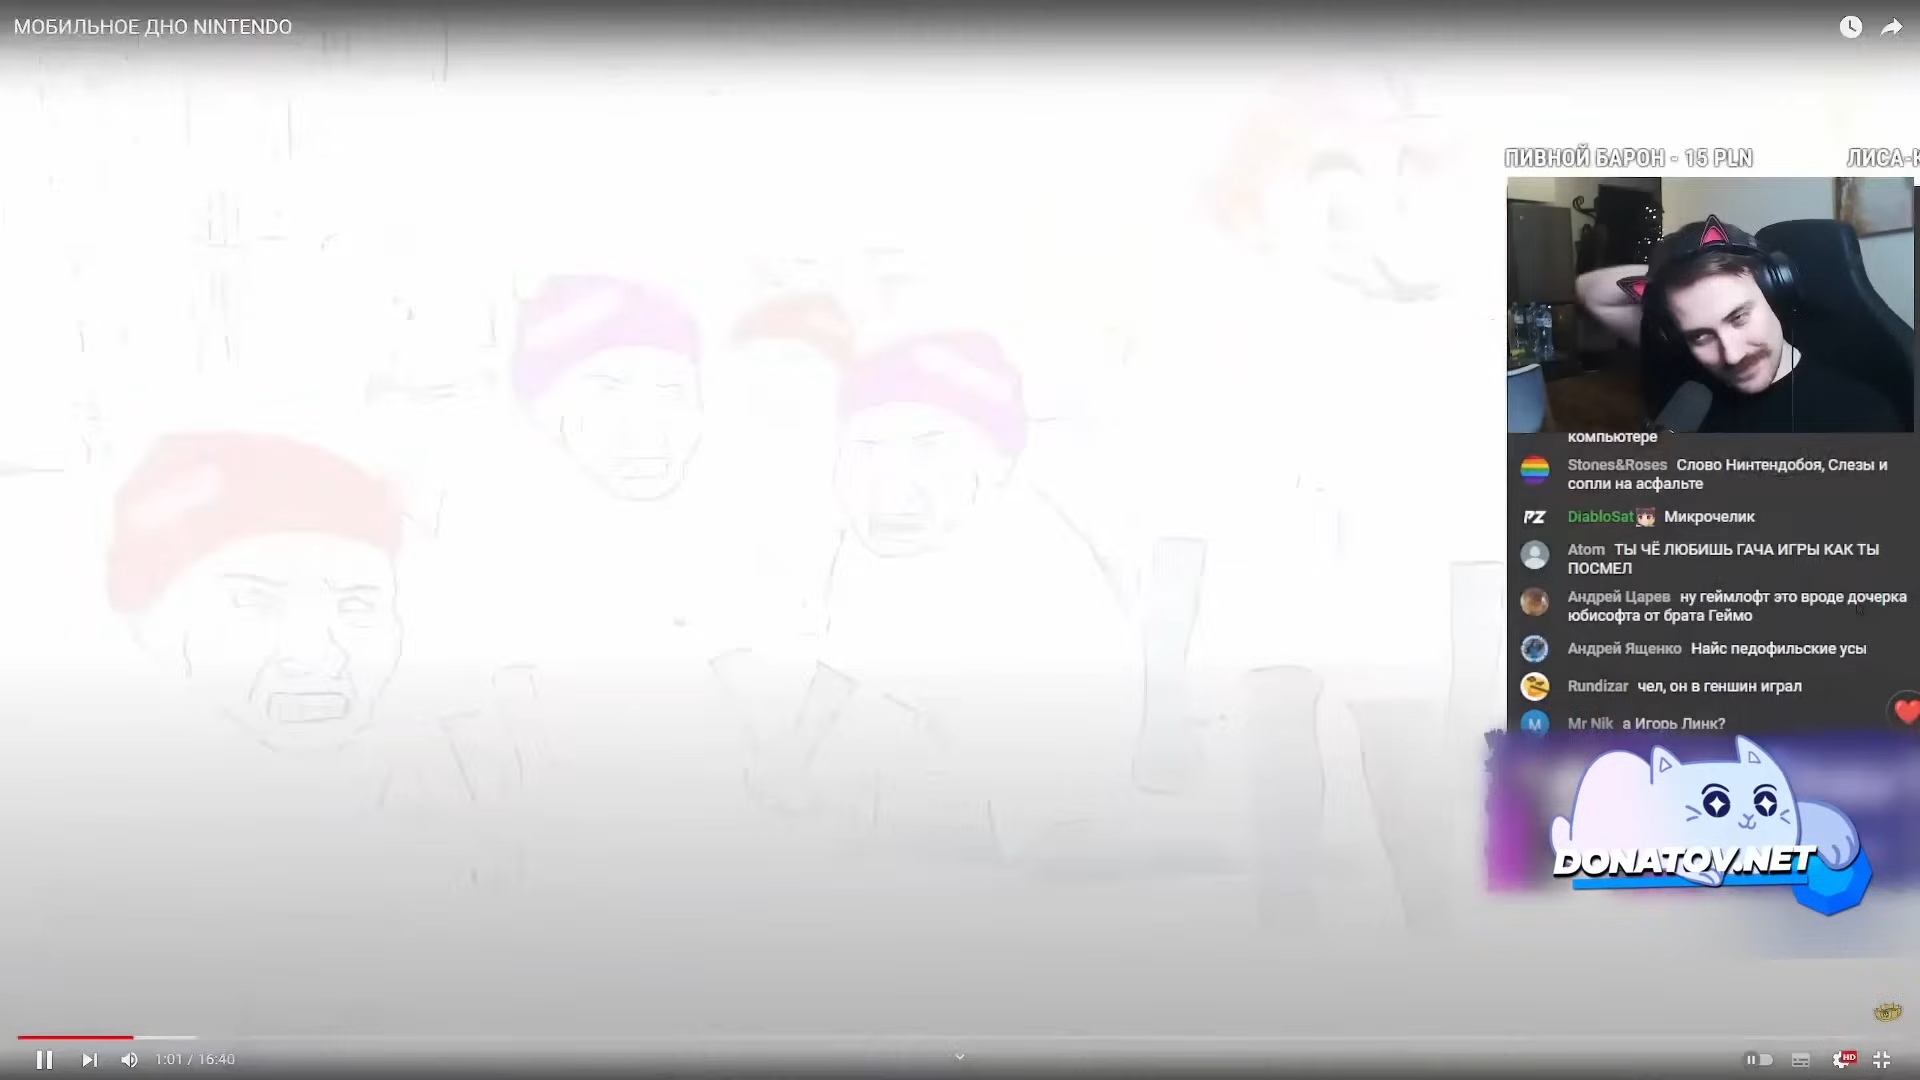 МОБИЛЬНОЕ ДНО NINTENDO
ПИВНОЙ БАРОН - 15 PLN
ЛИСА-К
компьютере
Stones&Roses Слово Нинтендобоя, Слезы и
сопли на асфальте
PZ DiabloSat Микрочелик
Atom ТЫ ЧЁ ЛЮБИШЬ ГАЧА ИГРЫ КАК ТЫ
ПОСМЕЛ
Андрей Царев ну геймлофт это вроде дочерка
юбисофта от брата Геймо
Андрей Ященко Найс педофильские усы
Rundizar чел, он в геншин играл
M Mr Nik а Игорь Линк?
DONATOV.NET
1:01 / 16:40
HD